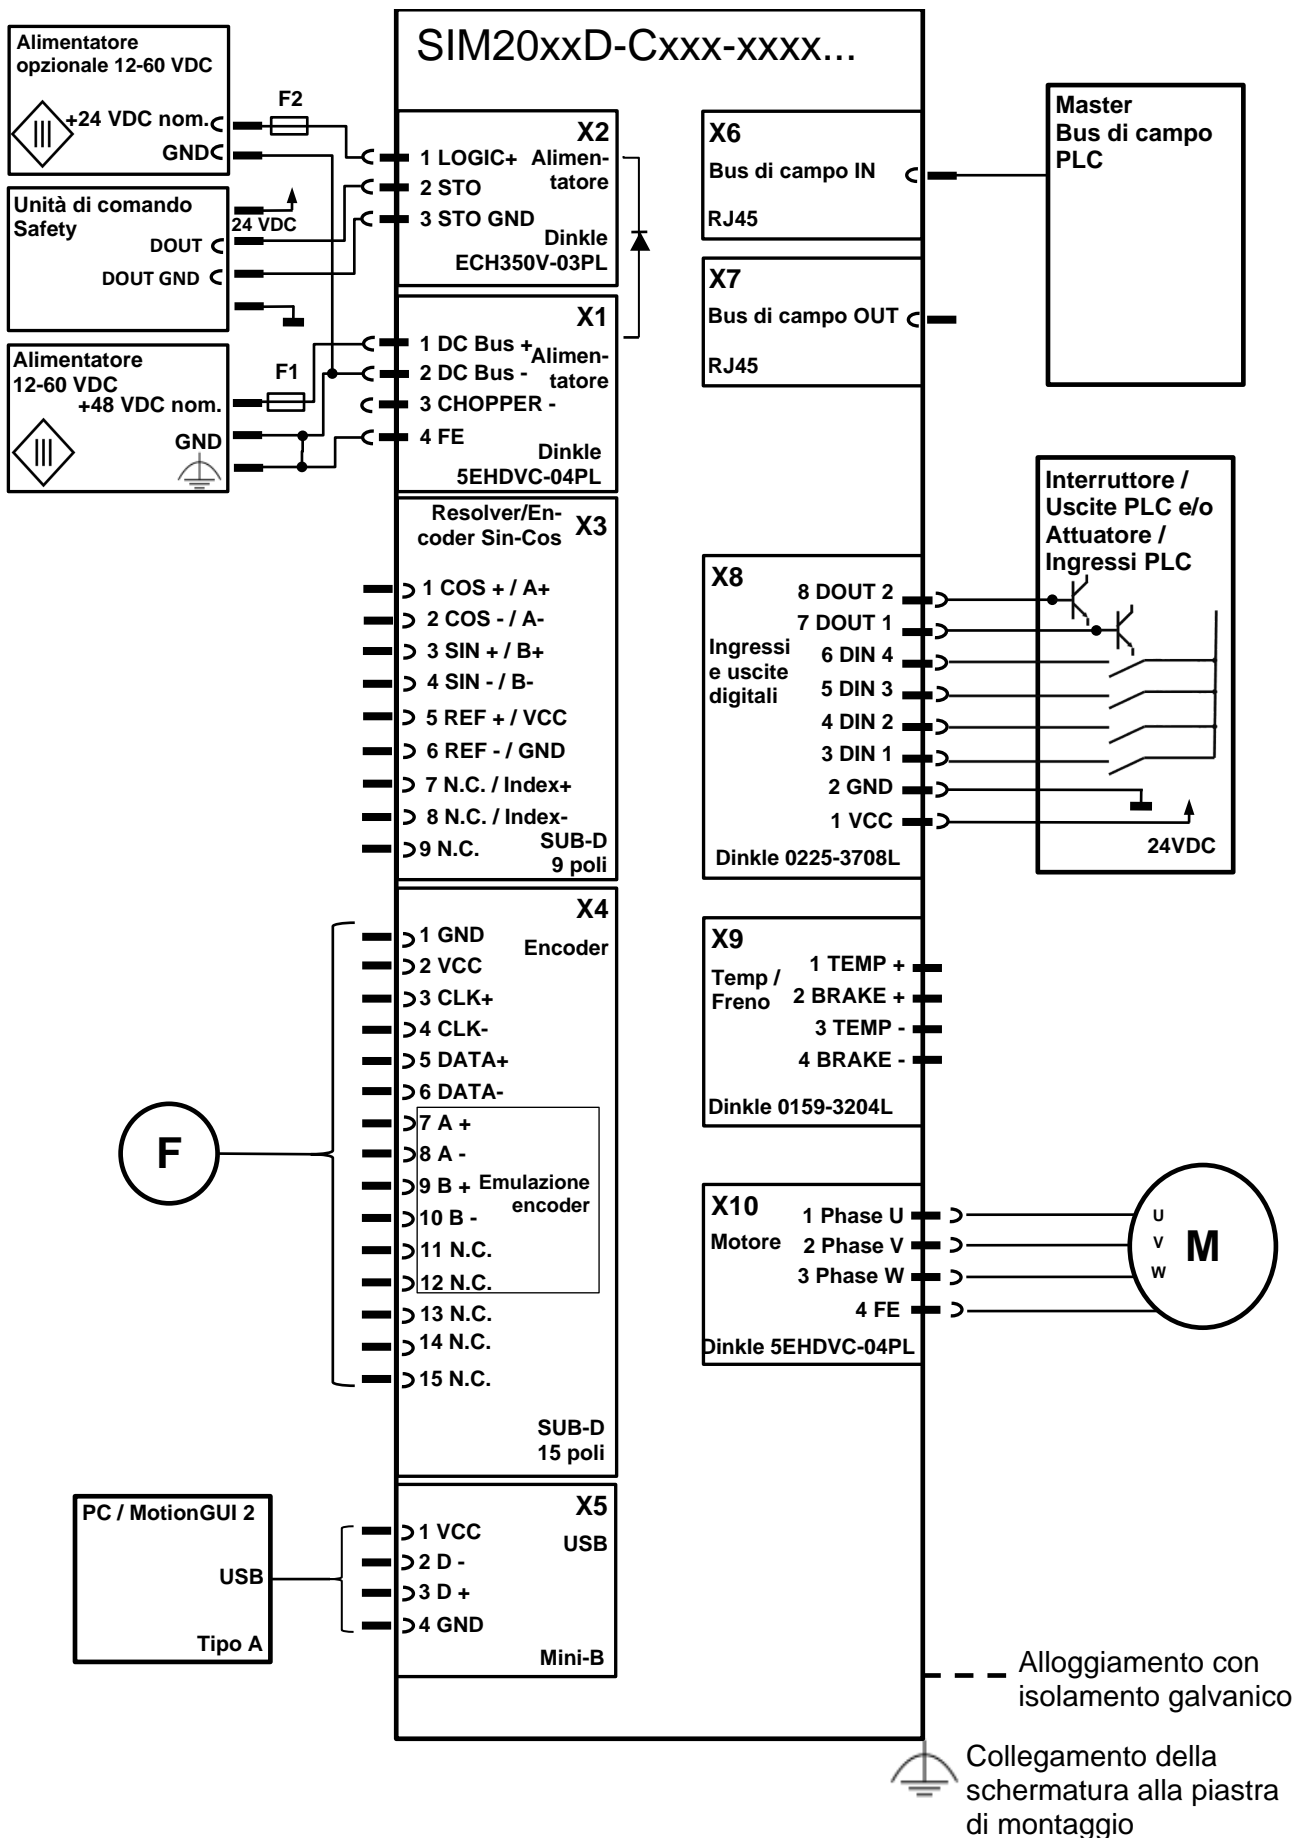 SIM20xxD-Cxxx-xxxx...
Alimentatore
opzionale 12-60 VDC
+24 VDC nom.
GND
F2
Unità di comando
Safety
24 VDC
DOUT
DOUT GND
Alimentatore
12-60 VDC
+48 VDC nom.
GND
F1
X2
Alimen-
tatore
1 LOGIC+
2 STO
3 STO GND
Dinkle
ECH350V-03PL
X1
Alimen-
tatore
1 DC Bus +
2 DC Bus -
3 CHOPPER -
4 FE
Dinkle
5EHDVC-04PL
Resolver/En-
coder Sin-Cos
X3
1 COS + / A+
2 COS - / A-
3 SIN + / B+
4 SIN - / B-
5 REF + / VCC
6 REF - / GND
7 N.C. / Index+
8 N.C. / Index-
9 N.C.
SUB-D
9 poli
X4
Encoder
1 GND
2 VCC
3 CLK+
4 CLK-
5 DATA+
6 DATA-
7 A +
8 A -
9 B +
10 B -
11 N.C.
12 N.C.
13 N.C.
14 N.C.
15 N.C.
Emulazione
encoder
SUB-D
15 poli
F
X5
USB
1 VCC
2 D -
3 D +
4 GND
Mini-B
PC / MotionGUI 2
USB
Tipo A
X6
Bus di campo IN
RJ45
X7
Bus di campo OUT
RJ45
Master
Bus di campo
PLC
X8
Ingressi
e uscite
digitali
8 DOUT 2
7 DOUT 1
6 DIN 4
5 DIN 3
4 DIN 2
3 DIN 1
2 GND
1 VCC
Dinkle 0225-3708L
Interruttore /
Uscite PLC e/o
Attuatore /
Ingressi PLC
24VDC
X9
Temp /
Freno
1 TEMP +
2 BRAKE +
3 TEMP -
4 BRAKE -
Dinkle 0159-3204L
X10
Motore
1 Phase U
2 Phase V
3 Phase W
4 FE
Dinkle 5EHDVC-04PL
U
V
W
M
Alloggiamento con
isolamento galvanico
Collegamento della
schermatura alla piastra
di montaggio